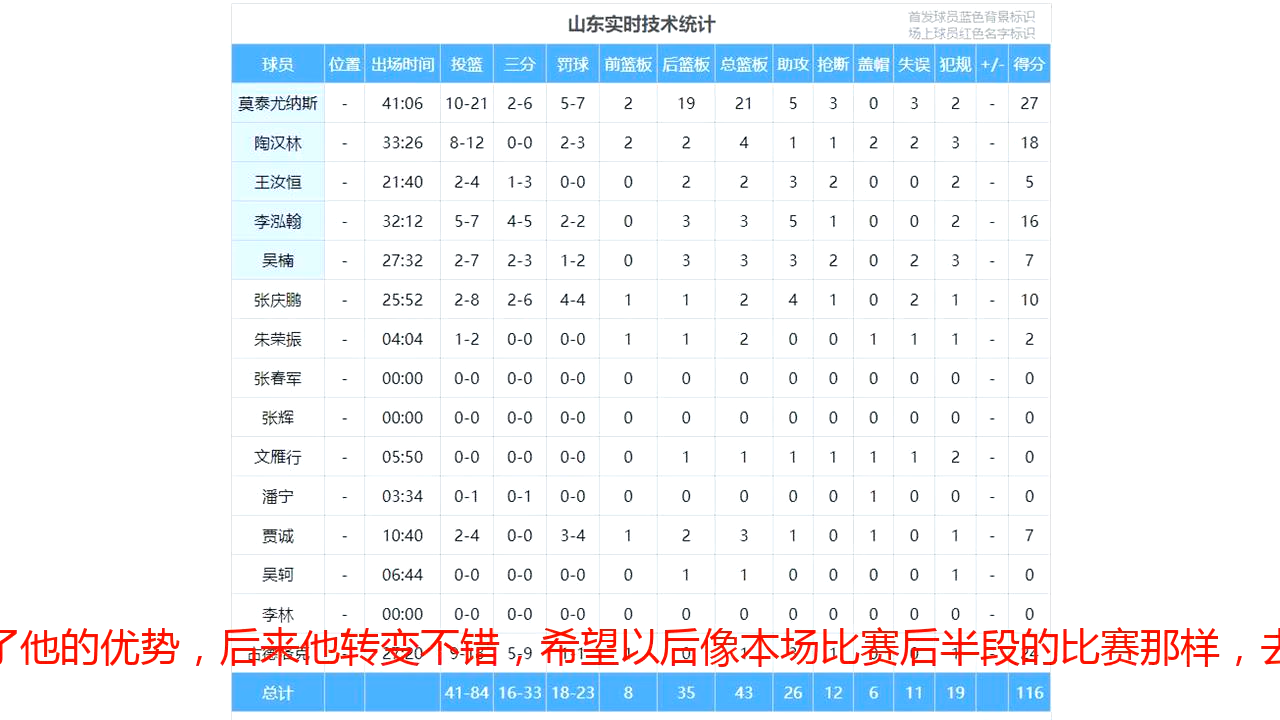 山东实时技术统计
首发球员蓝色背景标识
场上球员红色名字标识
球员 位置 出场时间 投篮 三分 罚球 前篮板 后篮板 总篮板 助攻 抢断 盖帽 失误 犯规 +/- 得分
莫泰尤纳斯 - 41:06 10-21 2-6 5-7 2 19 21 5 3 0 3 2 - 27
陶汉林 - 33:26 8-12 0-0 2-3 2 2 4 1 1 2 2 3 - 18
王汝恒 - 21:40 2-4 1-3 0-0 0 2 2 3 2 0 0 2 - 5
李泓翰 - 32:12 5-7 4-5 2-2 0 3 3 5 1 0 0 2 - 16
吴楠 - 27:32 2-7 2-3 1-2 0 3 3 3 2 0 2 3 - 7
张庆鹏 - 25:52 2-8 2-6 4-4 1 1 2 4 1 0 2 1 - 10
朱荣振 - 04:04 1-2 0-0 0-0 1 1 2 0 0 1 1 1 - 2
张春军 - 00:00 0-0 0-0 0-0 0 0 0 0 0 0 0 0 - 0
张辉 - 00:00 0-0 0-0 0-0 0 0 0 0 0 0 0 0 - 0
文雁行 - 05:50 0-0 0-0 0-0 0 1 1 1 1 1 1 2 - 0
潘宁 - 03:34 0-1 0-1 0-0 0 0 0 0 0 1 0 0 - 0
贾诚 - 10:40 2-4 0-0 3-4 1 2 3 1 0 1 0 1 - 7
吴轲 - 06:44 0-0 0-0 0-0 0 1 1 0 0 0 0 1 - 0
李林 - 00:00 0-0 0-0 0-0 0 0 0 0 0 0 0 0 - 0
了他的优势，后来他转变不错，希望以后像本场比赛后半段的比赛那样，去
5-9
总计 41-84 16-33 18-23 8 35 43 26 12 6 11 19 116